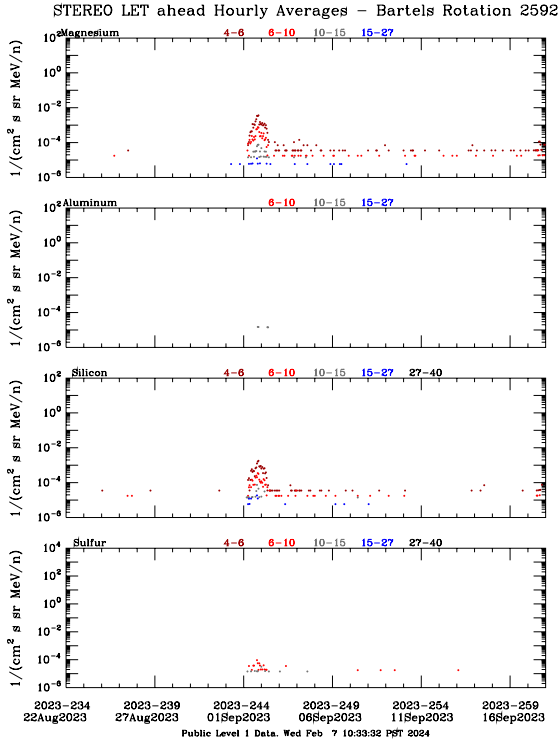 STEREO LET ahead Hourly Averages – Bartels Rotation 2592
Magnesium 4-6 6-10 10-15 15-27
10² 10⁰ 10⁻² 10⁻⁴ 10⁻⁶
1/(cm² s sr MeV/n)
Aluminum 6-10 10-15 15-27
10² 10⁰ 10⁻² 10⁻⁴ 10⁻⁶
1/(cm² s sr MeV/n)
Silicon 4-6 6-10 10-15 15-27 27-40
10² 10⁰ 10⁻² 10⁻⁴ 10⁻⁶
1/(cm² s sr MeV/n)
Sulfur 4-6 6-10 10-15 15-27 27-40
10⁴ 10² 10⁰ 10⁻² 10⁻⁴ 10⁻⁶
1/(cm² s sr MeV/n)
2023-234 2023-239 2023-244 2023-249 2023-254 2023-259
22Aug2023 27Aug2023 01Sep2023 06Sep2023 11Sep2023 16Sep2023
Public Level 1 Data. Wed Feb 7 10:33:32 PST 2024